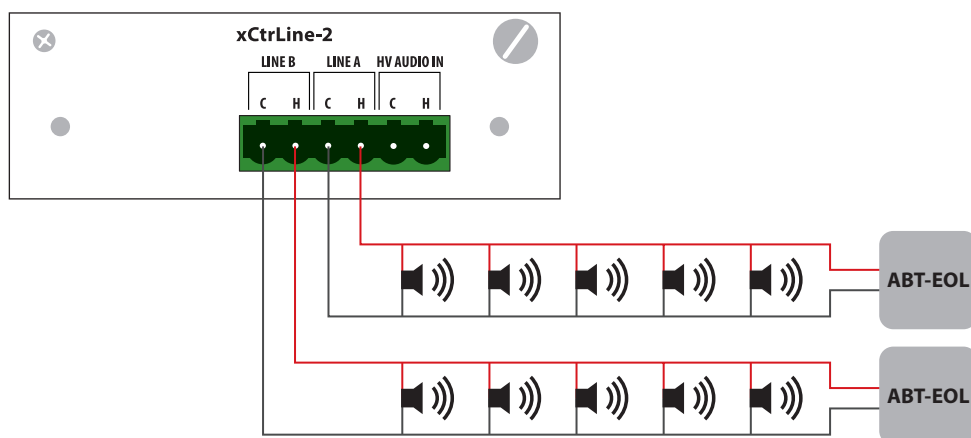 xCtrLine-2
LINE B LINE A HV AUDIO IN
C H C H C H
ABT-EOL
ABT-EOL